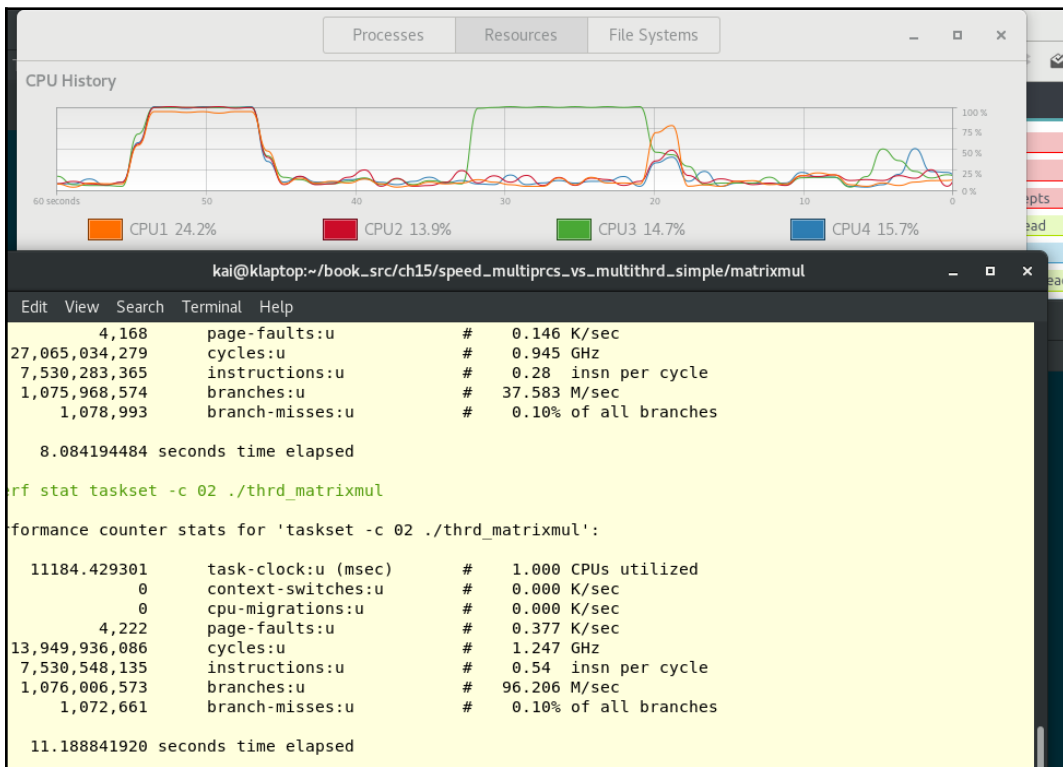 Processes Resources File Systems
CPU History
100 %
75 %
50 %
25 %
0 %
60 seconds 50 40 30 20 10 0
CPU1 24.2% CPU2 13.9% CPU3 14.7% CPU4 15.7%
epts
ead
kai@klaptop:~/book_src/ch15/speed_multiprcs_vs_multithrd_simple/matrixmul
Edit View Search Terminal Help
4,168 page-faults:u # 0.146 K/sec
27,065,034,279 cycles:u # 0.945 GHz
7,530,283,365 instructions:u # 0.28 insn per cycle
1,075,968,574 branches:u # 37.583 M/sec
1,078,993 branch-misses:u # 0.10% of all branches
8.084194484 seconds time elapsed
erf stat taskset -c 02 ./thrd_matrixmul
formance counter stats for 'taskset -c 02 ./thrd_matrixmul':
11184.429301 task-clock:u (msec) # 1.000 CPUs utilized
0 context-switches:u # 0.000 K/sec
0 cpu-migrations:u # 0.000 K/sec
4,222 page-faults:u # 0.377 K/sec
13,949,936,086 cycles:u # 1.247 GHz
7,530,548,135 instructions:u # 0.54 insn per cycle
1,076,006,573 branches:u # 96.206 M/sec
1,072,661 branch-misses:u # 0.10% of all branches
11.188841920 seconds time elapsed